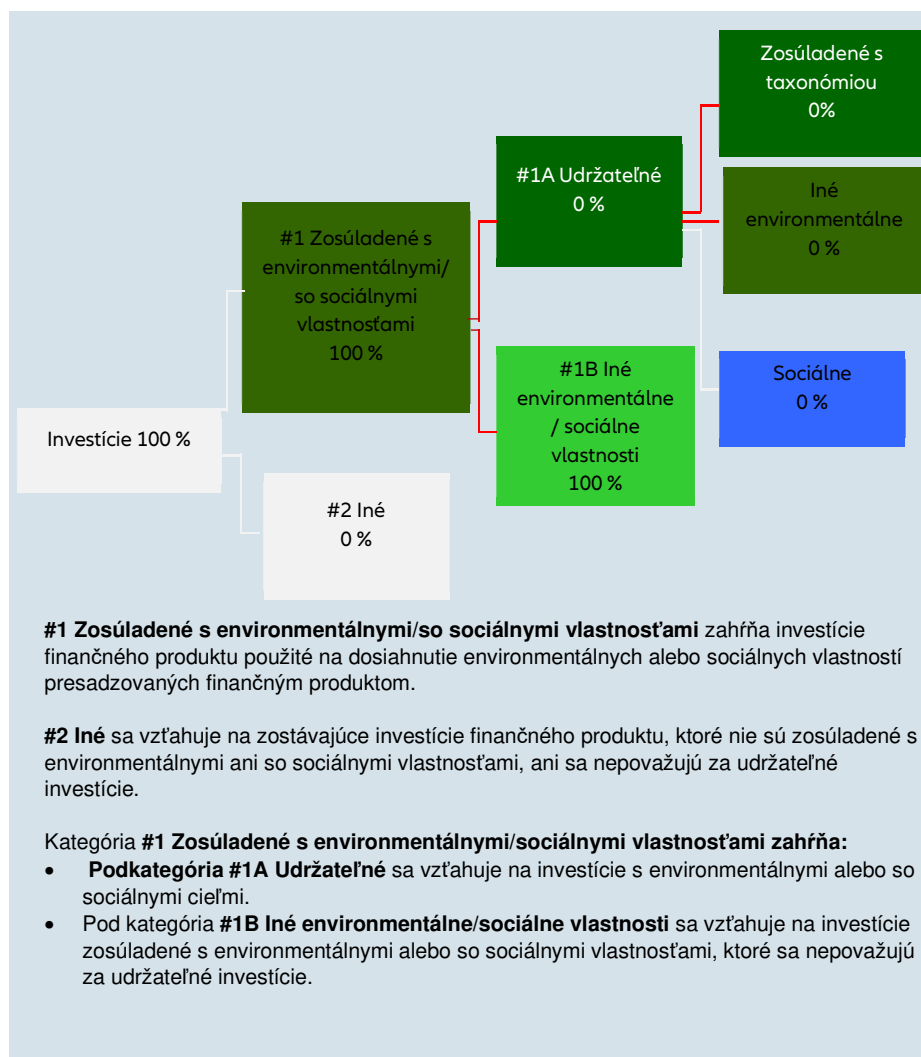 Zosúladené s
taxonómiou
0%
#1A Udržateľné
0 %
Iné
environmentálne
0 %
#1 Zosúladené s
environmentálnymi/
so sociálnymi
vlastnosťami
100 %
#1B Iné
environmentálne
/ sociálne
vlastnosti
100 %
Sociálne
0 %
Investície 100 %
#2 Iné
0 %
#1 Zosúladené s environmentálnymi/so sociálnymi vlastnosťami zahŕňa investície
finančného produktu použité na dosiahnutie environmentálnych alebo sociálnych vlastností
presadzovaných finančným produktom.
#2 Iné sa vzťahuje na zostávajúce investície finančného produktu, ktoré nie sú zosúladené s
environmentálnymi ani so sociálnymi vlastnosťami, ani sa nepovažujú za udržateľné
investície.
Kategória #1 Zosúladené s environmentálnymi/sociálnymi vlastnosťami zahŕňa:
• Podkategória #1A Udržateľné sa vzťahuje na investície s environmentálnymi alebo so
sociálnymi cieľmi.
• Pod kategória #1B Iné environmentálne/sociálne vlastnosti sa vzťahuje na investície
zosúladené s environmentálnymi alebo so sociálnymi vlastnosťami, ktoré sa nepovažujú
za udržateľné investície.